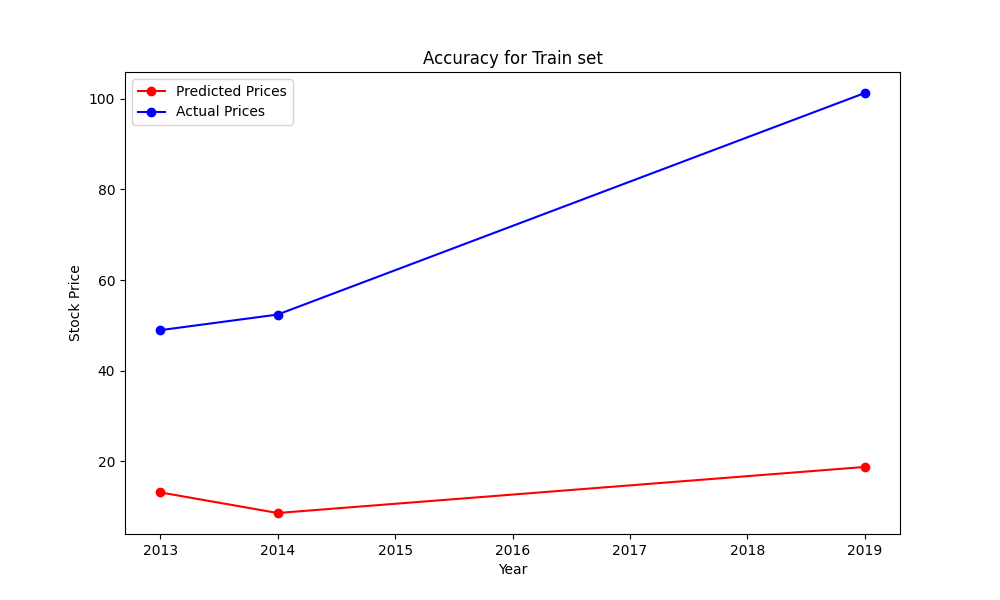 Accuracy for Train set
Predicted Prices
Actual Prices
100
80
60
40
20
Stock Price
2013 2014 2015 2016 2017 2018 2019
Year